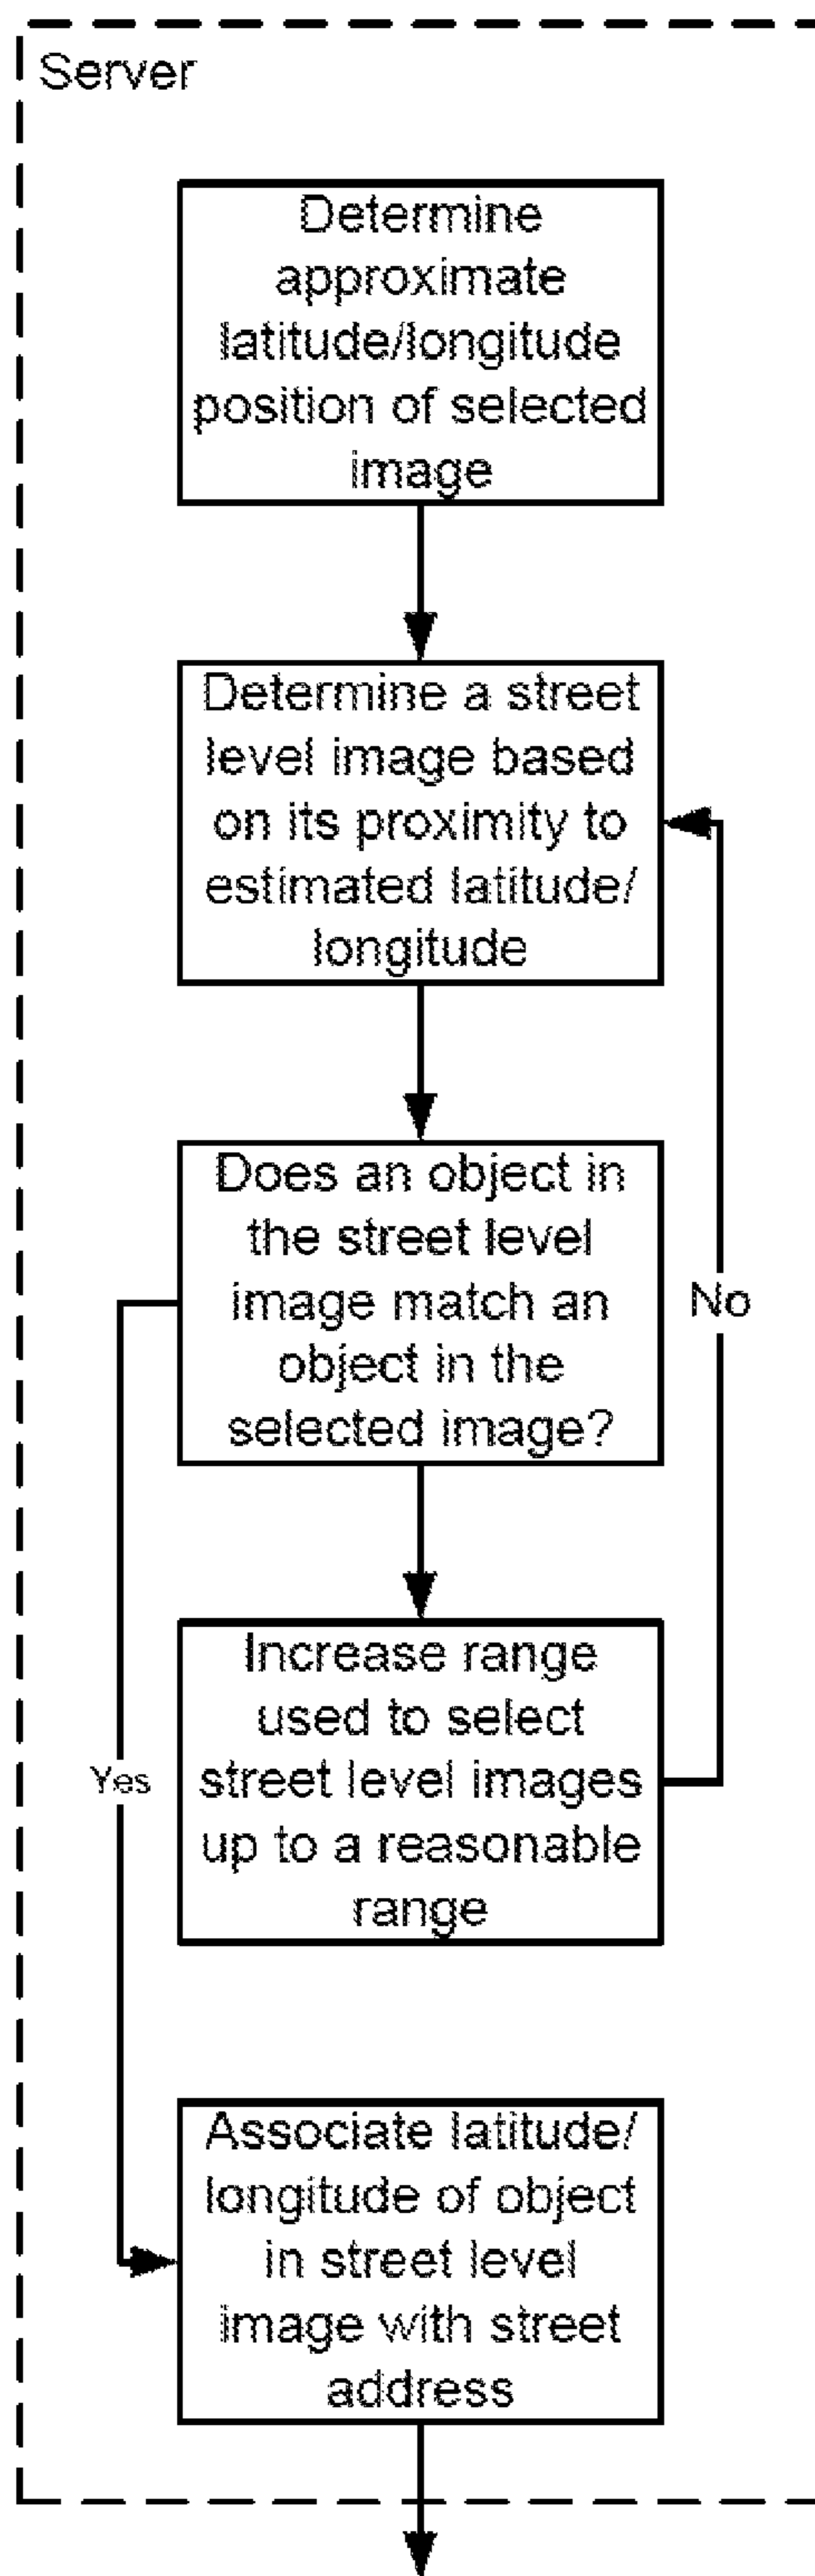 Server
Determine
approximate
latitude/longitude
position of selected
image
Determine a street
level image based
on its proximity to
estimated latitude/
longitude
Does an object in
the street level
image match an
object in the
selected image?
No
Increase range
used to select
street level images
up to a reasonable
range
Yes
Associate latitude/
longitude of object
in street level
image with street
address